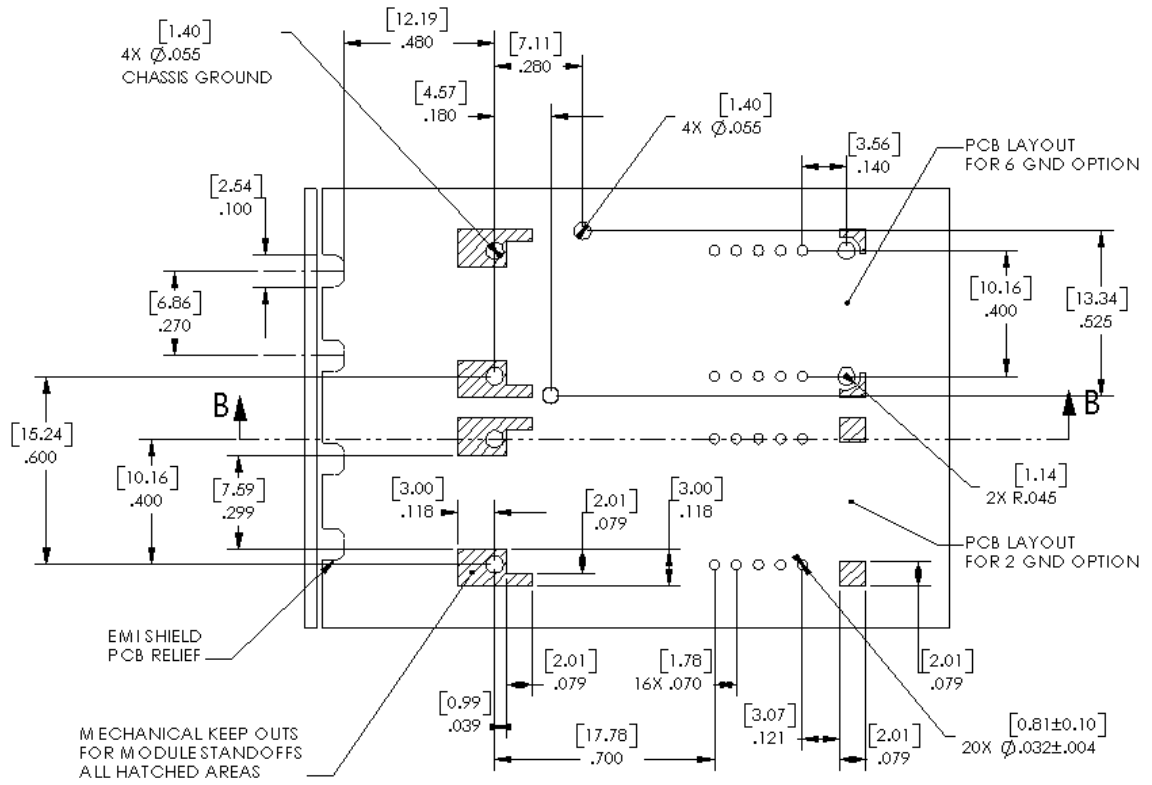 [12.19]
.480
[1.40]
4X Ø.055
CHASSIS GROUND
[7.11]
.280
[4.57]
.180
[1.40]
4X Ø.055
[3.56]
.140
PCB LAYOUT
FOR 6 GND OPTION
[2.54]
.100
[6.86]
.270
[10.16]
.400
[13.34]
.525
B
B
[15.24]
.600
[10.16]
.400
[7.59]
.299
[3.00]
.118
[2.01]
.079
[3.00]
.118
[1.14]
2X R.045
PCB LAYOUT
FOR 2 GND OPTION
EMI SHIELD
PCB RELIEF
[2.01]
.079
[1.78]
16X .070
[2.01]
.079
[0.99]
.039
[3.07]
.121
[0.81±0.10]
20X Ø.032±.004
MECHANICAL KEEP OUTS
FOR MODULE STANDOFFS
ALL HATCHED AREAS
[17.78]
.700
[2.01]
.079